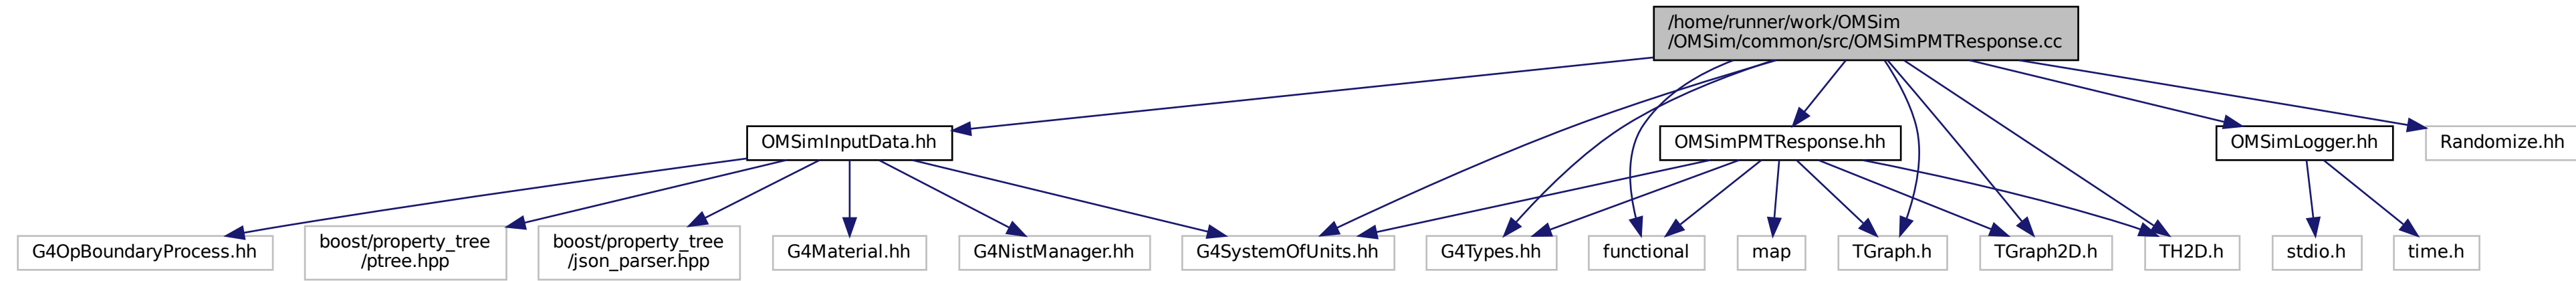 /home/runner/work/OMSim
/OMSim/common/src/OMSimPMTResponse.cc
OMSimInputData.hh
OMSimPMTResponse.hh
OMSimLogger.hh
Randomize.hh
G4OpBoundaryProcess.hh
boost/property_tree
/ptree.hpp
boost/property_tree
/json_parser.hpp
G4Material.hh
G4NistManager.hh
G4SystemOfUnits.hh
G4Types.hh
functional
map
TGraph.h
TGraph2D.h
TH2D.h
stdio.h
time.h